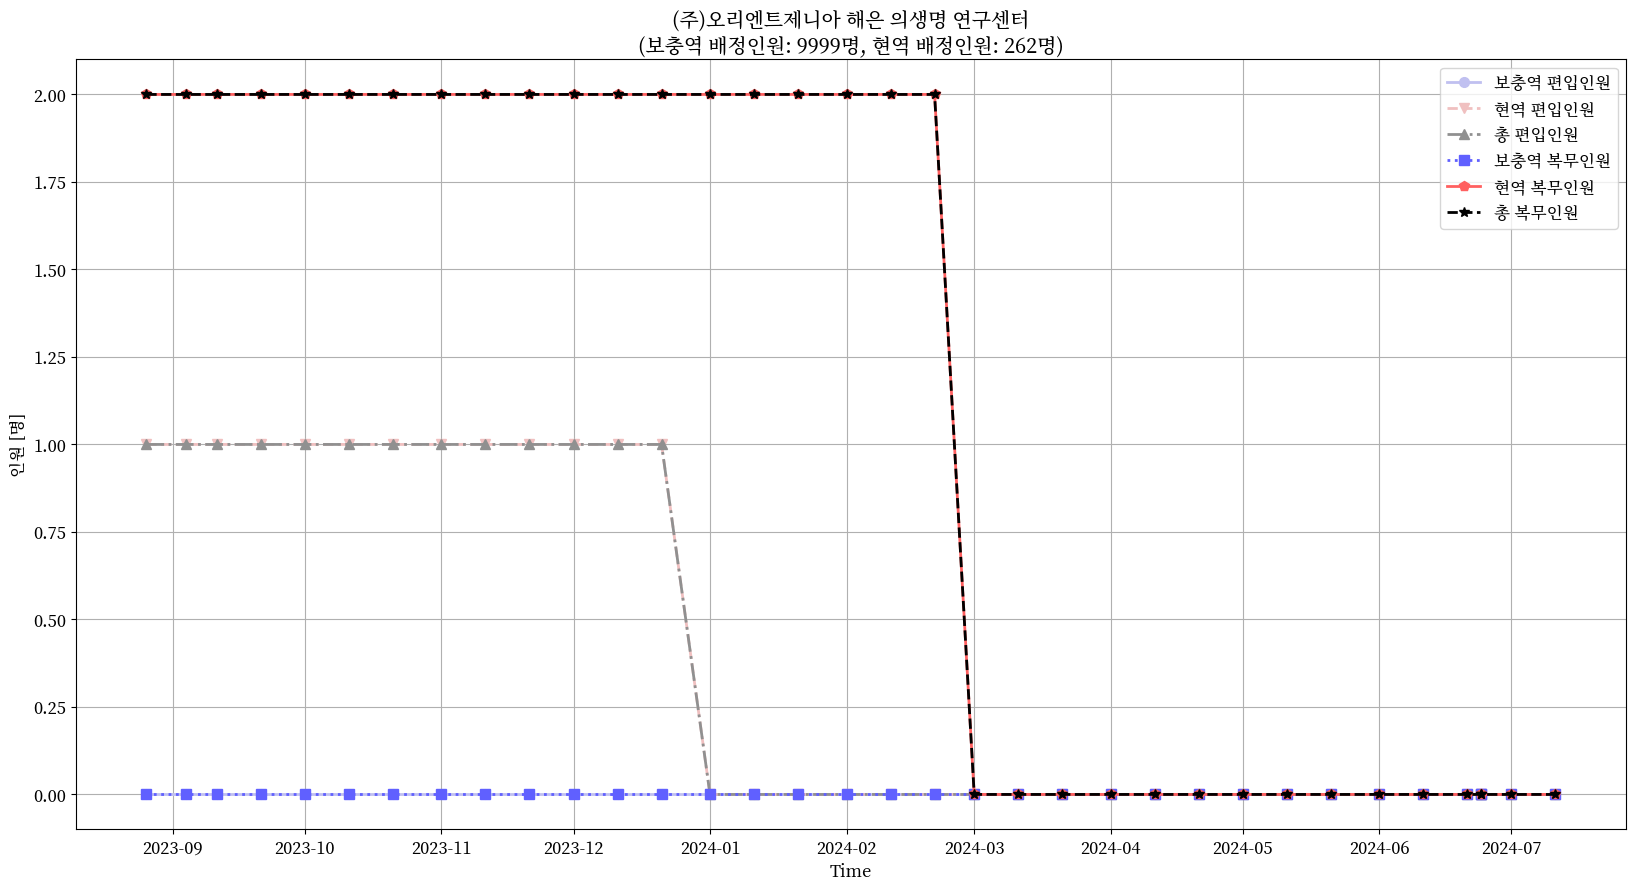 (주)오리엔트제니아 해은 의생명 연구센터
(보충역 배정인원: 9999명, 현역 배정인원: 262명)
보충역 편입인원
현역 편입인원
총 편입인원
보충역 복무인원
현역 복무인원
총 복무인원
인원 [명]
2.00
1.75
1.50
1.25
1.00
0.75
0.50
0.25
0.00
2023-09 2023-10 2023-11 2023-12 2024-01 2024-02 2024-03 2024-04 2024-05 2024-06 2024-07
Time